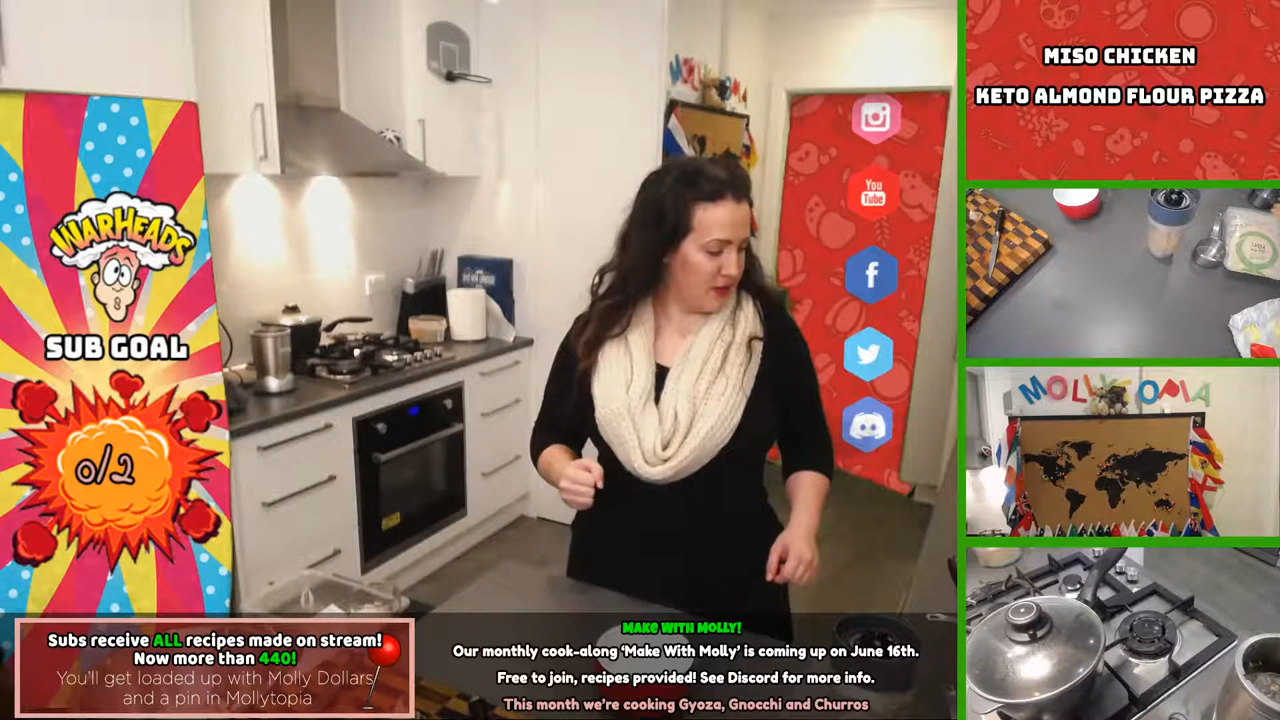 WARHEADS
SUB GOAL
0/2
You
Tube
MISO CHICKEN
KETO ALMOND FLOUR PIZZA
MOLLYTOPIA
Subs receive ALL recipes made on stream!
Now more than 440!
You'll get loaded up with Molly Dollars
and a pin in Mollytopia
MAKE WITH MOLLY!
Our monthly cook-along 'Make With Molly' is coming up on June 16th.
Free to join, recipes provided! See Discord for more info.
This month we're cooking Gyoza, Gnocchi and Churros